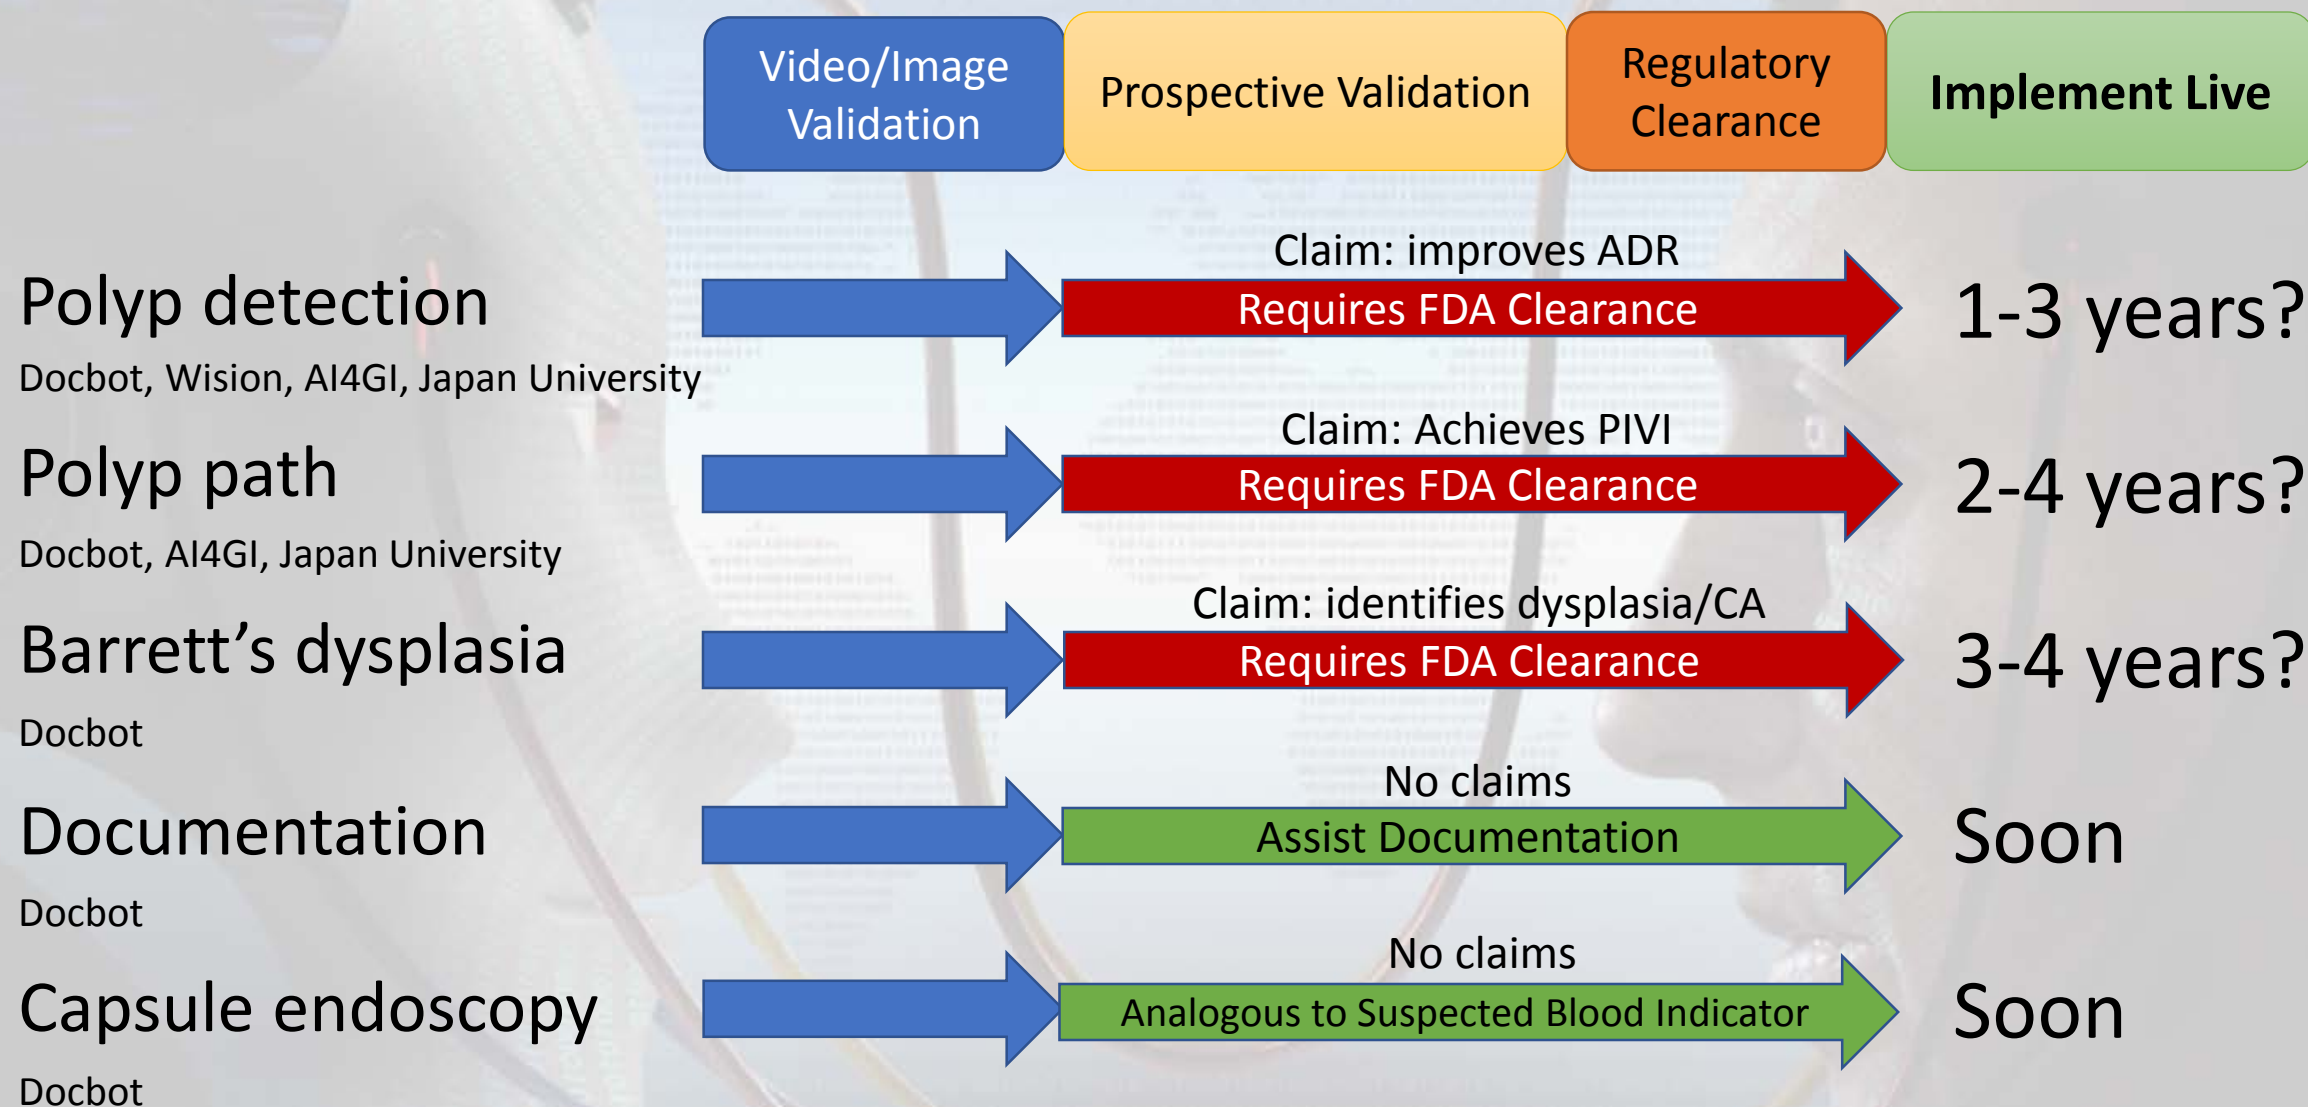 Video/Image
Validation
Prospective Validation
Regulatory
Clearance
Implement Live
Polyp detection
Docbot, Wision, AI4GI, Japan University
Claim: improves ADR
Requires FDA Clearance
1-3 years?
Polyp path
Docbot, AI4GI, Japan University
Claim: Achieves PIVI
Requires FDA Clearance
2-4 years?
Barrett’s dysplasia
Docbot
Claim: identifies dysplasia/CA
Requires FDA Clearance
3-4 years?
Documentation
Docbot
No claims
Assist Documentation
Soon
Capsule endoscopy
Docbot
No claims
Analogous to Suspected Blood Indicator
Soon